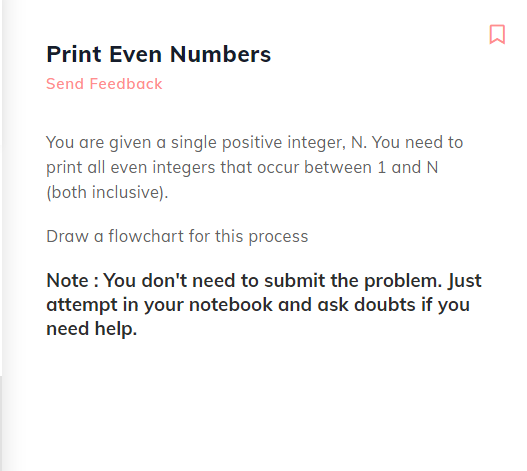 Print Even Numbers
Send Feedback
You are given a single positive integer, N. You need to
print all even integers that occur between 1 and N
(both inclusive).
Draw a flowchart for this process
Note : You don't need to submit the problem. Just
attempt in your notebook and ask doubts if you
need help.